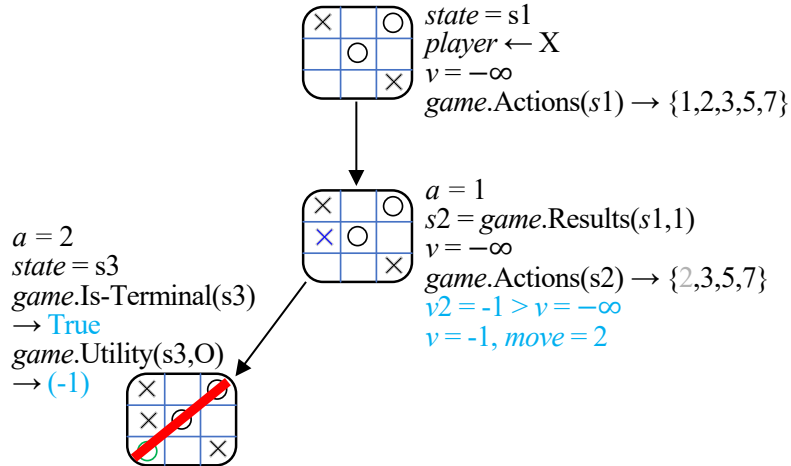 state = s1
player ← X
v = −∞
game.Actions(s1) → {1,2,3,5,7}
a = 1
s2 = game.Results(s1,1)
v = −∞
game.Actions(s2) → {2,3,5,7}
v2 = -1 > v = −∞
v = -1, move = 2
a = 2
state = s3
game.Is-Terminal(s3)
→ True
game.Utility(s3,O)
→ (-1)